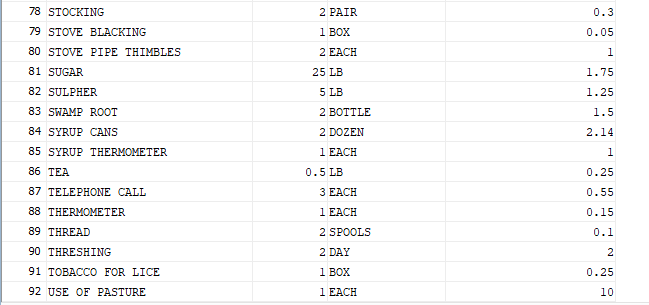 78 STOCKING 2 PAIR 0.3
79 STOVE BLACKING 1 BOX 0.05
80 STOVE PIPE THIMBLES 2 EACH 1
81 SUGAR 25 LB 1.75
82 SULPHER 5 LB 1.25
83 SWAMP ROOT 2 BOTTLE 1.5
84 SYRUP CANS 2 DOZEN 2.14
85 SYRUP THERMOMETER 1 EACH 1
86 TEA 0.5 LB 0.25
87 TELEPHONE CALL 3 EACH 0.55
88 THERMOMETER 1 EACH 0.15
89 THREAD 2 SPOOLS 0.1
90 THRESHING 2 DAY 2
91 TOBACCO FOR LICE 1 BOX 0.25
92 USE OF PASTURE 1 EACH 10